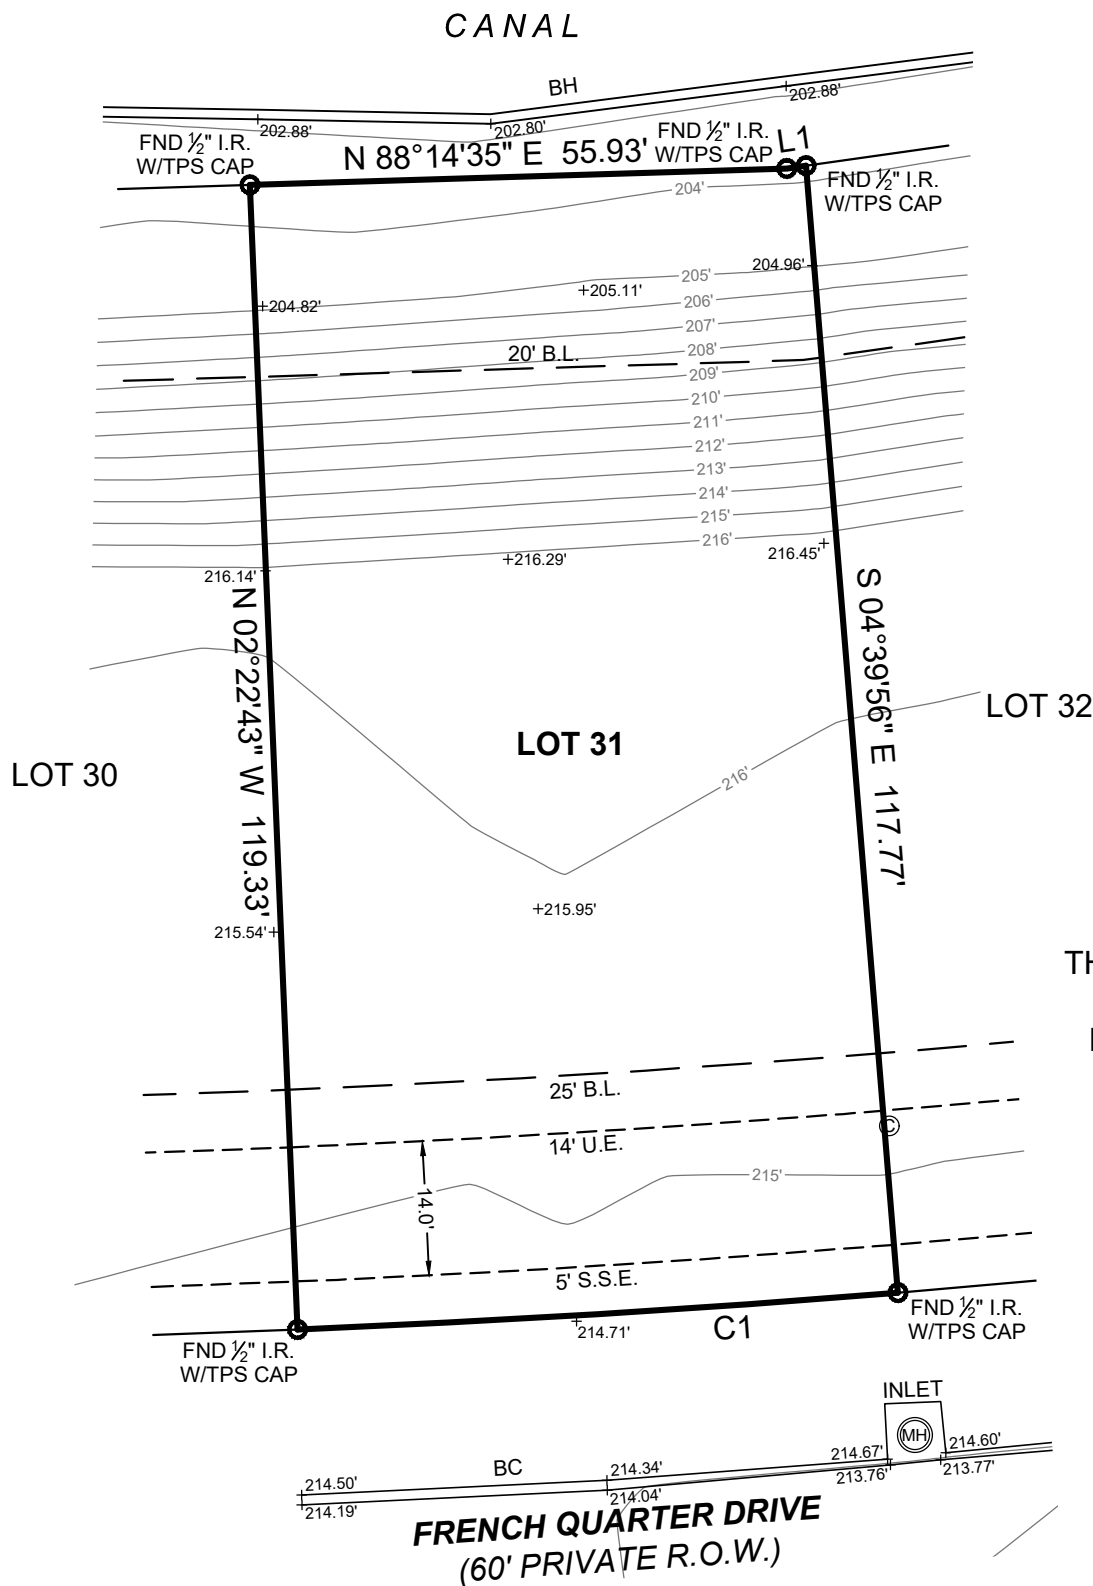 CANAL
BH
202.88'
202.88'
202.80'
FND ½" I.R.
W/TPS CAP
FND ½" I.R.
W/TPS CAP
L1
N 88°14'35" E 55.93'
FND ½" I.R.
W/TPS CAP
204'
204.96'
205'
+205.11'
206'
+204.82'
207'
208'
20' B.L.
209'
210'
211'
212'
213'
214'
215'
216'
216.45'
+216.29'
216.14'
N 02°22'43" W 119.33'
S 04°39'56" E 117.77'
LOT 32
LOT 31
LOT 30
216'
+215.95'
215.54'+
TH
25' B.L.
14' U.E.
©
215'
14.0'
5' S.S.E.
FND ½" I.R.
W/TPS CAP
C1
214.71'
FND ½" I.R.
W/TPS CAP
INLET
MH
214.60'
214.67'
213.76'
213.77'
BC
214.34'
214.50'
214.04'
214.19'
FRENCH QUARTER DRIVE
(60' PRIVATE R.O.W.)